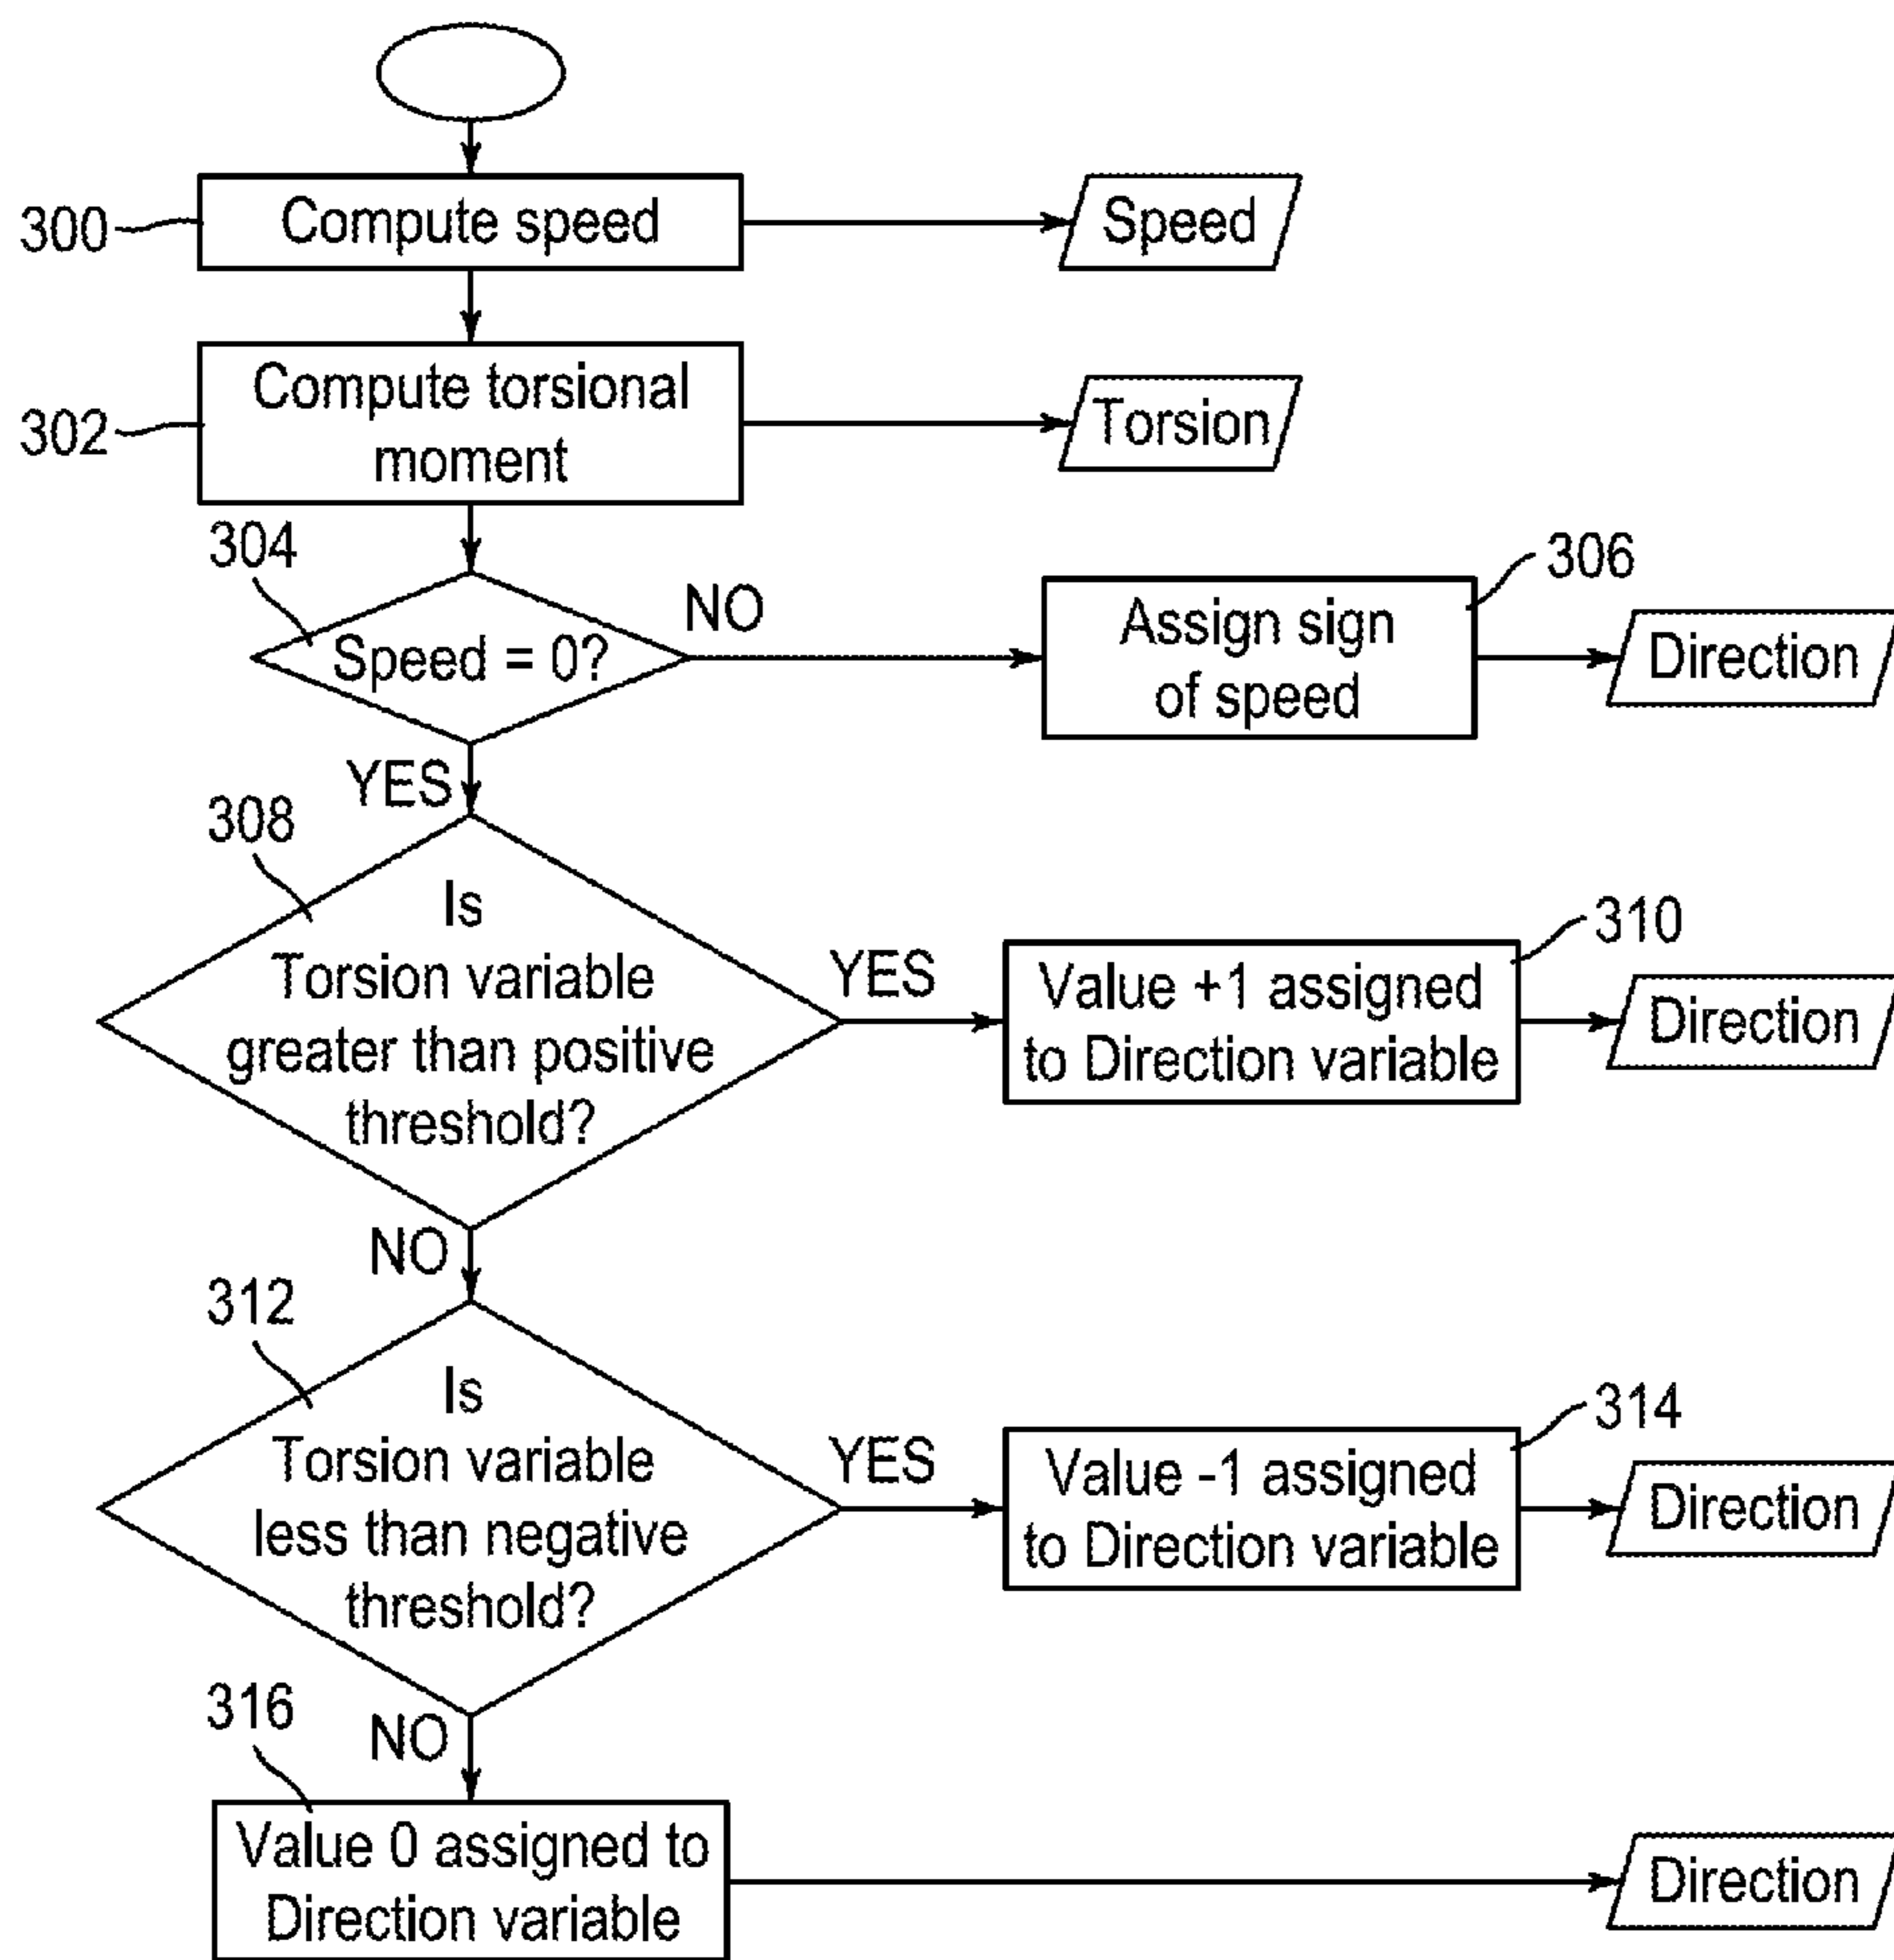 300
Compute speed
Speed
302
Compute torsional
moment
Torsion
304
Speed = 0?
NO
306
Assign sign
of speed
Direction
YES
308
Is
Torsion variable
greater than positive
threshold?
YES
310
Value +1 assigned
to Direction variable
Direction
NO
312
Is
Torsion variable
less than negative
threshold?
YES
314
Value -1 assigned
to Direction variable
Direction
NO
316
Value 0 assigned to
Direction variable
Direction